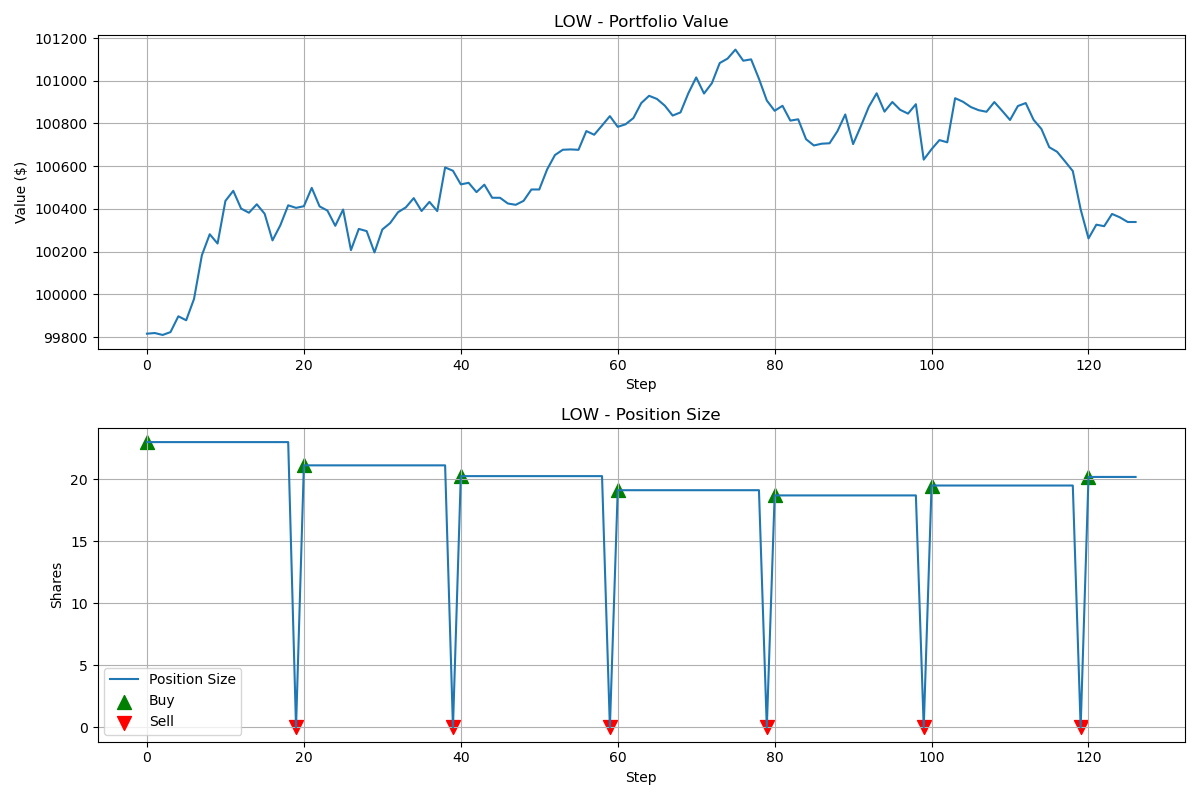 LOW - Portfolio Value
101200
101000
100800
100600
100400
100200
100000
99800
Value ($)
0 20 40 60 80 100 120
Step
LOW - Position Size
20
15
10
5
0
Shares
Position Size
Buy
Sell
0 20 40 60 80 100 120
Step